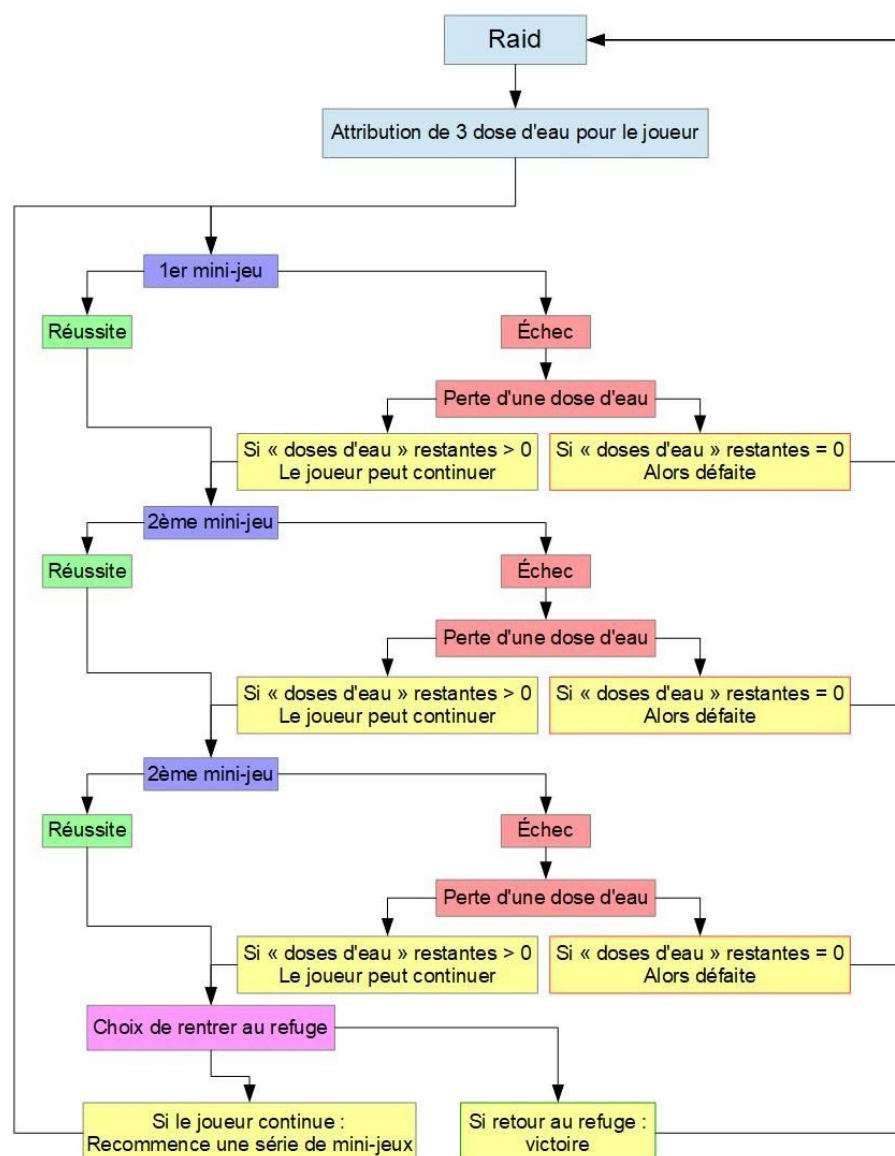 Raid
Attribution de 3 dose d'eau pour le joueur
1er mini-jeu
Réussite
Échec
Perte d'une dose d'eau
Si « doses d'eau » restantes > 0
Le joueur peut continuer
Si « doses d'eau » restantes = 0
Alors défaite
2ème mini-jeu
Réussite
Échec
Perte d'une dose d'eau
Si « doses d'eau » restantes > 0
Le joueur peut continuer
Si « doses d'eau » restantes = 0
Alors défaite
2ème mini-jeu
Réussite
Échec
Perte d'une dose d'eau
Si « doses d'eau » restantes > 0
Le joueur peut continuer
Si « doses d'eau » restantes = 0
Alors défaite
Choix de rentrer au refuge
Si le joueur continue :
Recommence une série de mini-jeux
Si retour au refuge :
victoire